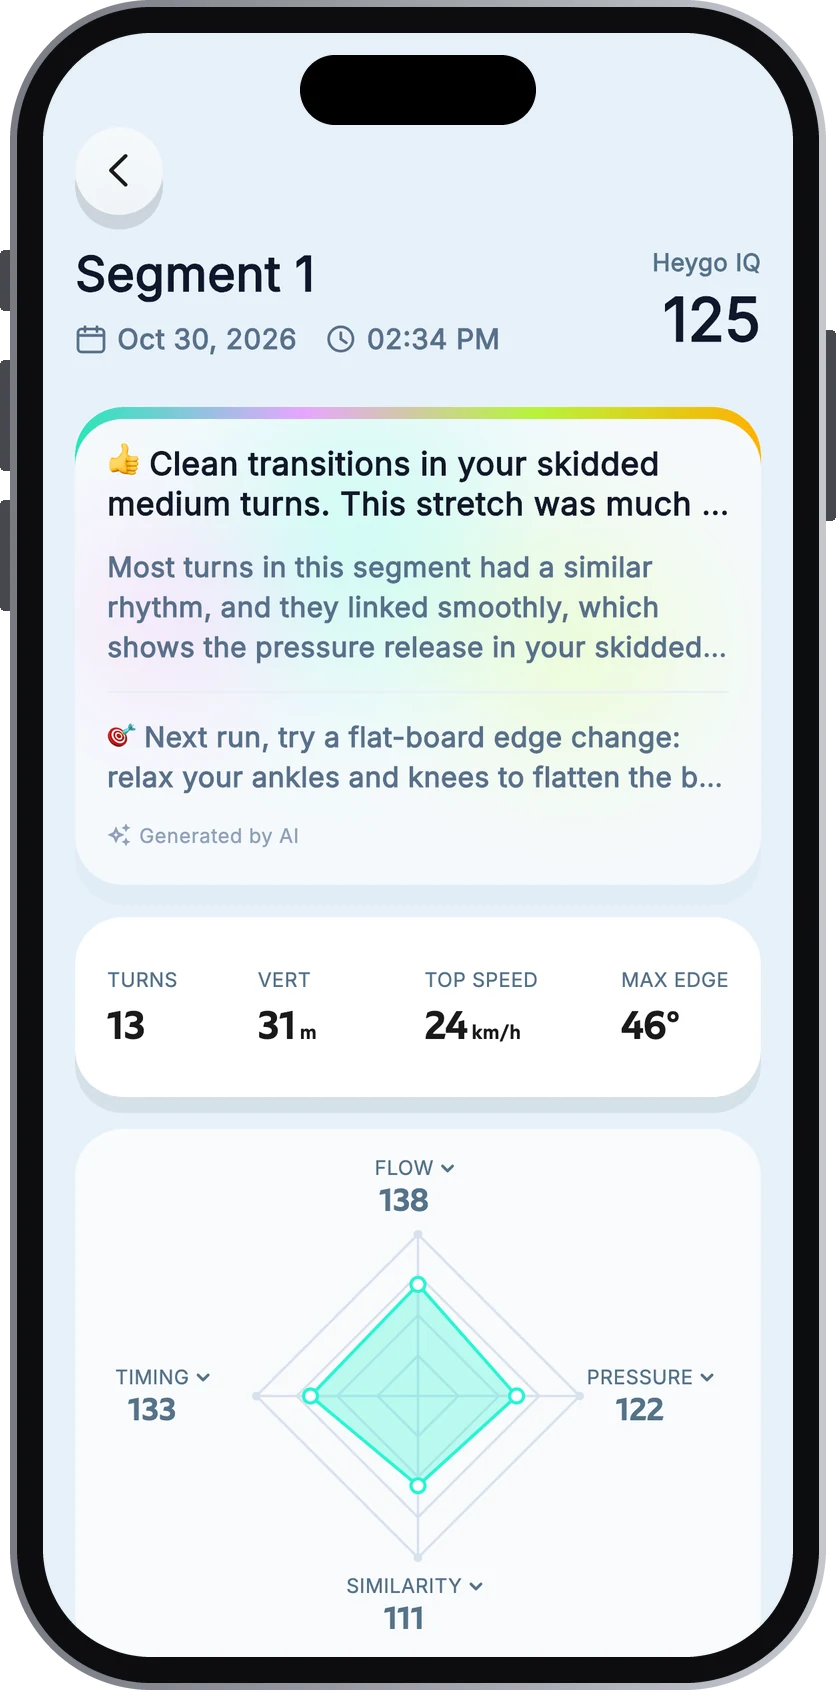 Segment 1
Heygo IQ
125
Oct 30, 2026 02:34 PM
👍 Clean transitions in your skidded
medium turns. This stretch was much ...
Most turns in this segment had a similar
rhythm, and they linked smoothly, which
shows the pressure release in your skidded...
🎯 Next run, try a flat-board edge change:
relax your ankles and knees to flatten the b...
Generated by AI
TURNS VERT TOP SPEED MAX EDGE
13 31 m 24 km/h 46°
FLOW
138
TIMING PRESSURE
133 122
SIMILARITY
111